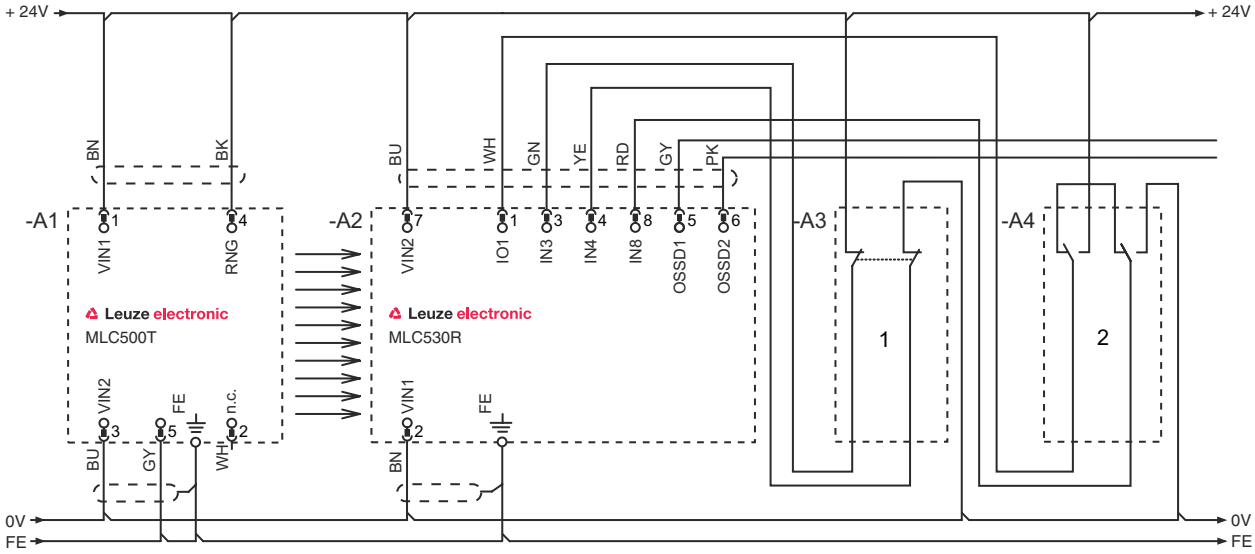 + 24V
+ 24V
BN
BK
BU
WH
GN
YE
RD
GY
PK
-A1
1
4
-A2
7
1
3
4
8
5
6
-A3
-A4
VIN1
RNG
VIN2
IO1
IN3
IN4
IN8
OSSD1
OSSD2
Leuze electronic
MLC500T
Leuze electronic
MLC530R
1
2
VIN2
FE
n.c.
VIN1
FE
3
5
2
2
BU
GY
WH
BN
0V
0V
FE
FE